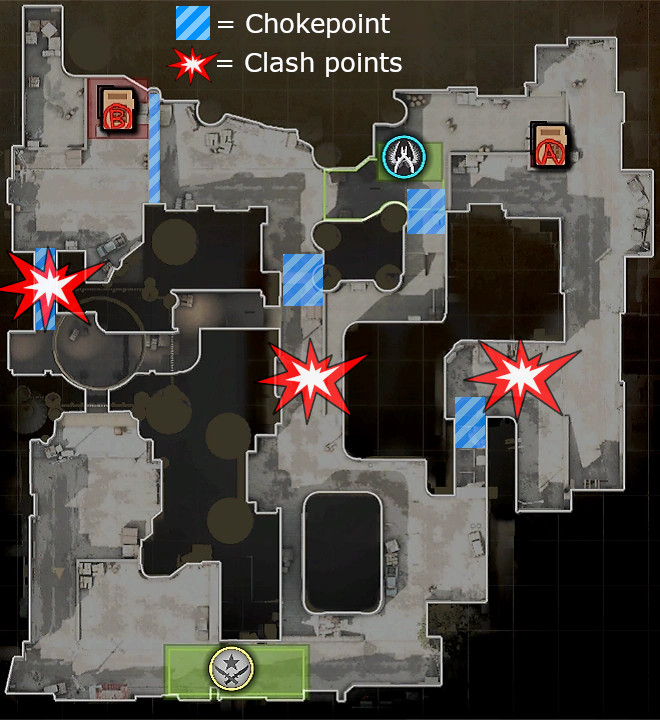 = Chokepoint
= Clash points
B
A